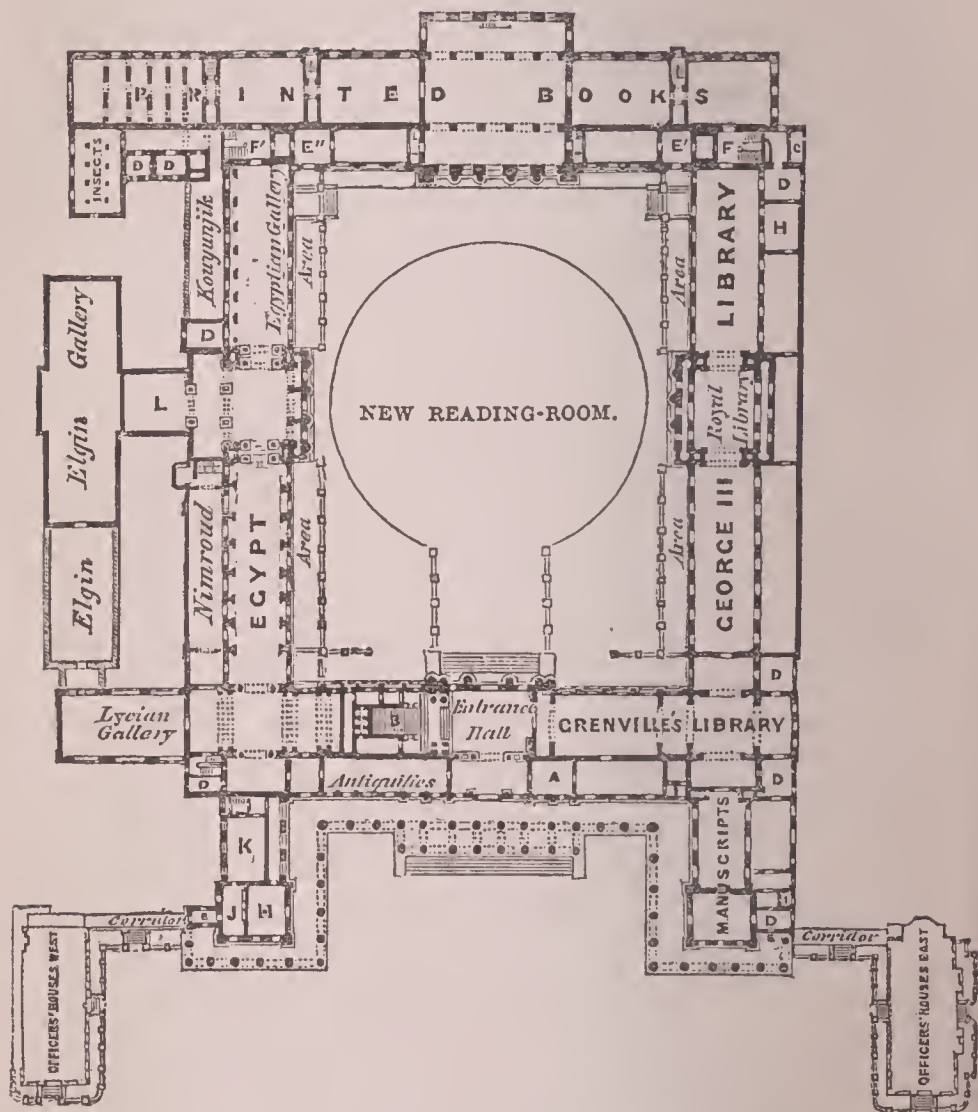 PRINTED BOOKS
INSECTS
D D
F'
E"
E'
F
C
D
H
Kouyunjik
Egyptian Gallery
Area
Area
LIBRARY
D
Elgin Gallery
L
NEW READING-ROOM.
Royal
Library
Elgin
Nimroud
EGYPT
Area
Area
GEORGE III
D
Lycian
Gallery
B
Entrance
Hall
GRENVILLE'S LIBRARY
D
Antiquities
A
D
K
MANUSCRIPTS
J
H
D
Corridor
Corridor
OFFICERS' HOUSES WEST
OFFICERS' HOUSES EAST